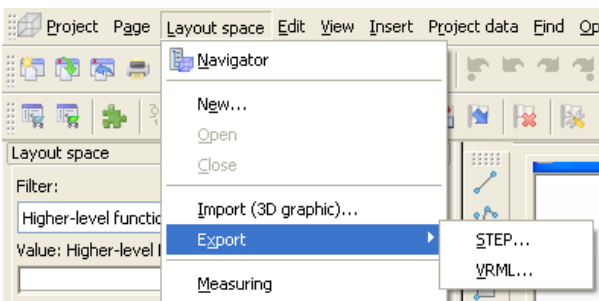 Project Page Layout space Edit View Insert Project data Find Op
Navigator
New...
Open
Close
Layout space
Filter:
Higher-level functio
Value: Higher-level
Import (3D graphic)...
Export
STEP...
VRML...
Measuring